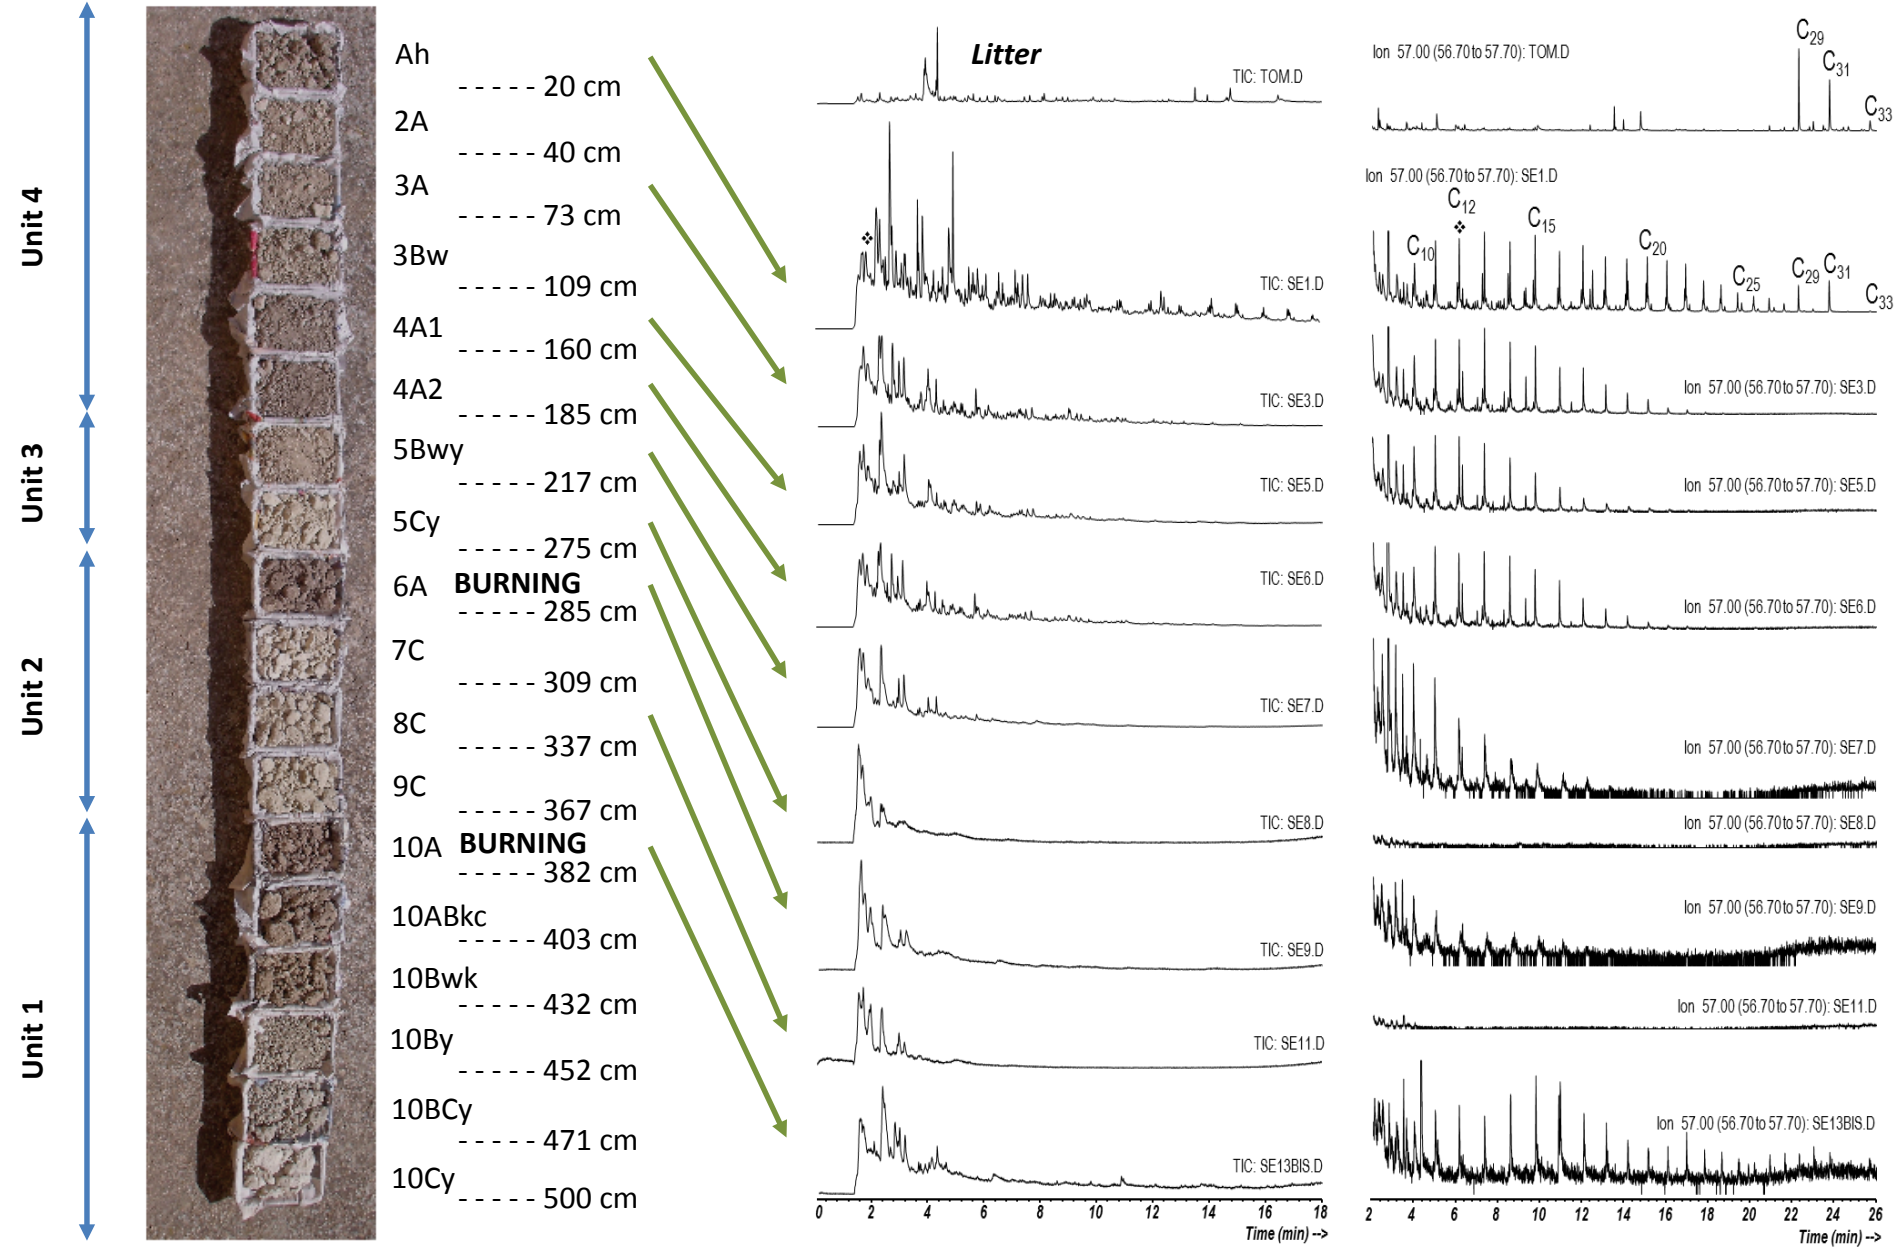 Unit 4
Unit 3
Unit 2
Unit 1
Ah
- - - - - 20 cm
2A
- - - - - 40 cm
3A
- - - - - 73 cm
3Bw
- - - - - 109 cm
4A1
- - - - - 160 cm
4A2
- - - - - 185 cm
5Bwy
- - - - - 217 cm
5Cy
- - - - - 275 cm
6A BURNING
- - - - - 285 cm
7C
- - - - - 309 cm
8C
- - - - - 337 cm
9C
- - - - - 367 cm
10A BURNING
- - - - - 382 cm
10ABkc
- - - - - 403 cm
10Bwk
- - - - - 432 cm
10By
- - - - - 452 cm
10BCy
- - - - - 471 cm
10Cy
- - - - - 500 cm
Litter
TIC: TOM.D
TIC: SE1.D
TIC: SE3.D
TIC: SE5.D
TIC: SE6.D
TIC: SE7.D
TIC: SE8.D
TIC: SE9.D
TIC: SE11.D
TIC: SE13BIS.D
0 2 4 6 8 10 12 14 16 18
Time (min) -->
Ion 57.00 (56.70 to 57.70): TOM.D
C29
C31
C33
Ion 57.00 (56.70 to 57.70): SE1.D
C10
C12
C15
C20
C25
C29
C31
C33
Ion 57.00 (56.70 to 57.70): SE3.D
Ion 57.00 (56.70 to 57.70): SE5.D
Ion 57.00 (56.70 to 57.70): SE6.D
Ion 57.00 (56.70 to 57.70): SE7.D
Ion 57.00 (56.70 to 57.70): SE8.D
Ion 57.00 (56.70 to 57.70): SE9.D
Ion 57.00 (56.70 to 57.70): SE11.D
Ion 57.00 (56.70 to 57.70): SE13BIS.D
2 4 6 8 10 12 14 16 18 20 22 24 26
Time (min) -->